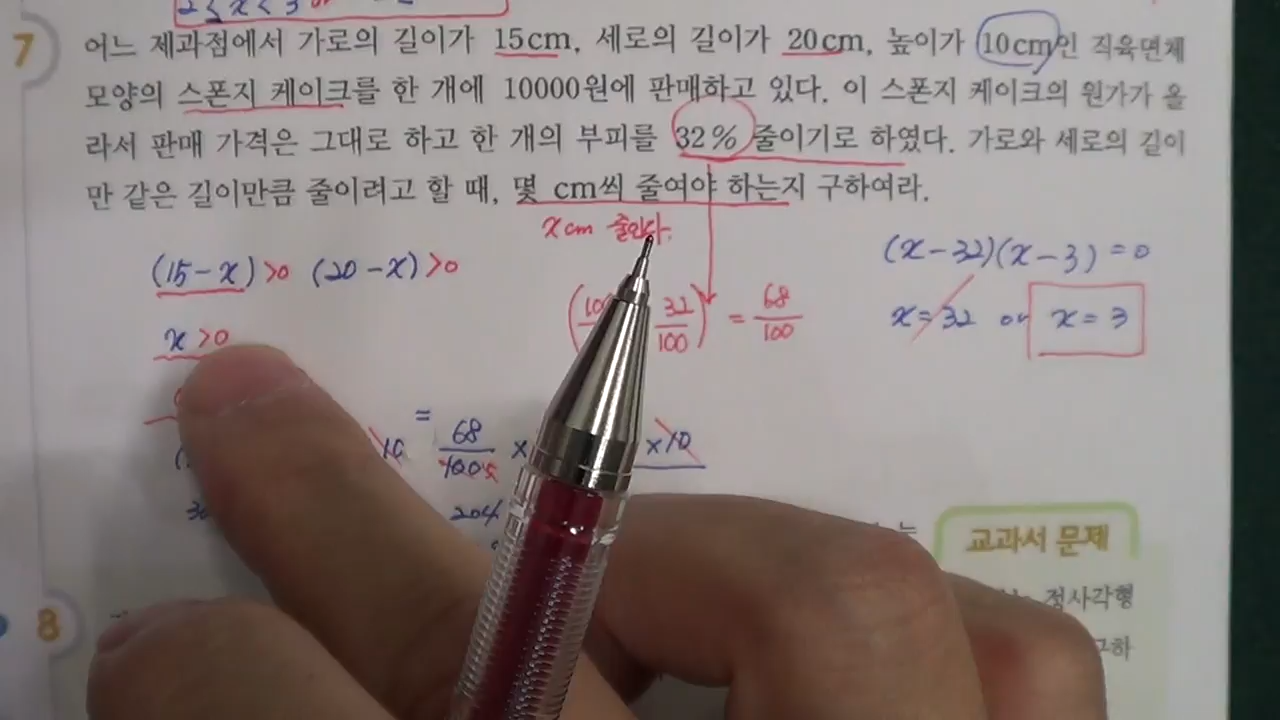 2 < x < 3 or
7
어느 제과점에서 가로의 길이가 15cm, 세로의 길이가 20cm, 높이가 10cm인 직육면체
모양의 스폰지 케이크를 한 개에 10000원에 판매하고 있다. 이 스폰지 케이크의 원가가 올
라서 판매 가격은 그대로 하고 한 개의 부피를 32% 줄이기로 하였다. 가로와 세로의 길이
만 같은 길이만큼 줄이려고 할 때, 몇 cm씩 줄여야 하는지 구하여라.
x cm 줄인다.
(15-x)>0 (20-x)>0
x>0
32/100) = 68/100
(x-32)(x-3)=0
x=32 or x=3
10 = 68/100 × ×10
204
교과서 문제
정사각형
8
구하